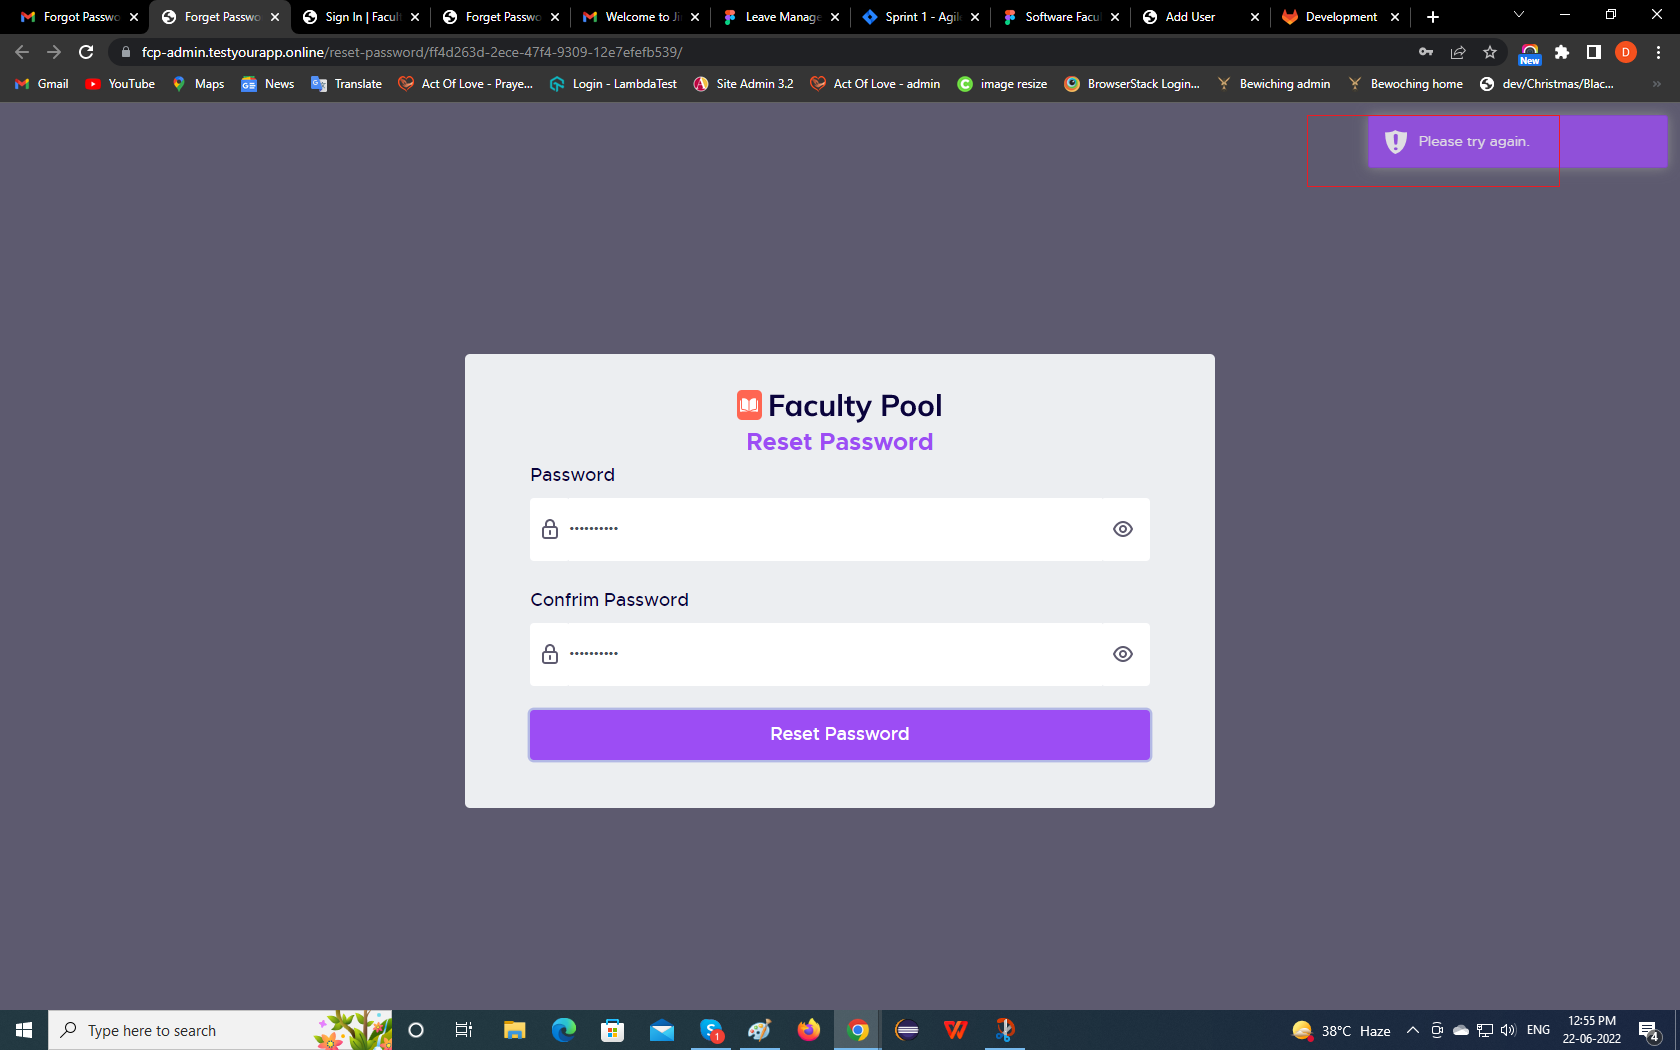 Forgot Passwo
Forget Passwo
Sign In | Facul
Forget Passwo
Welcome to Ji
Leave Manage
Sprint 1 - Agil
Software Facu
Add User
Development
fcp-admin.testyourapp.online/reset-password/ff4d263d-2ece-47f4-9309-12e7efefb539/
New
D
Gmail
YouTube
Maps
News
Translate
Act Of Love - Praye...
Login - LambdaTest
Site Admin 3.2
Act Of Love - admin
image resize
BrowserStack Login...
Bewiching admin
Bewoching home
dev/Christmas/Blac...
»
Please try again.
Faculty Pool
Reset Password
Password
••••••••••
Confrim Password
••••••••••
Reset Password
Type here to search
1
38°C Haze
ENG
12:55 PM
22-06-2022
4